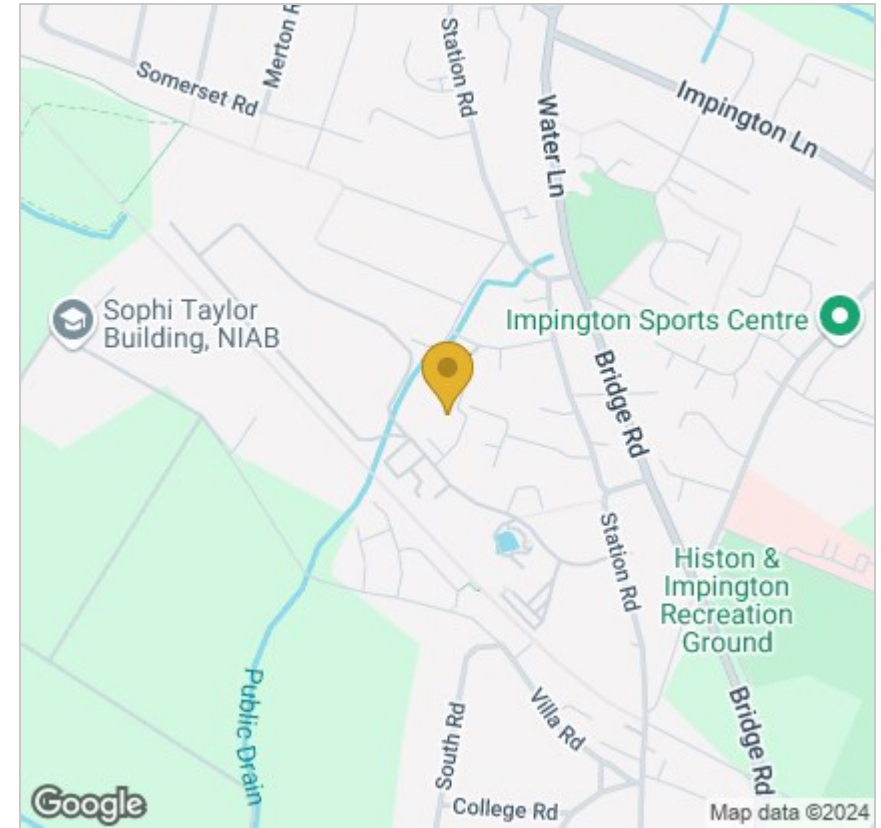 Somerset Rd
Merton R
Station Rd
Water Ln
Impington Ln
Sophi Taylor
Building, NIAB
Impington Sports Centre
Bridge Rd
Station Rd
Histon &
Impington
Recreation
Ground
Public Drain
South Rd
Villa Rd
Bridge Rd
College Rd
Google
Map data ©2024